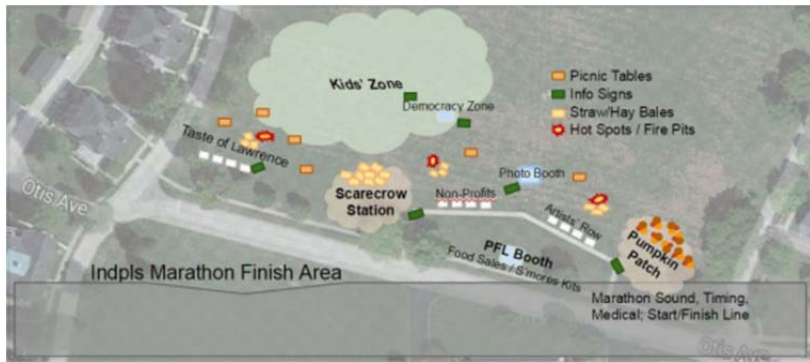 Kids' Zone
Democracy Zone
Picnic Tables
Info Signs
Straw/Hay Bales
Hot Spots / Fire Pits
Taste of Lawrence
Otis Ave
Scarecrow
Station
Non-Profits
Photo Booth
Artists' Row
Pumpkin
Patch
PFL Booth
Food Sales / S'mores Kits
Indpls Marathon Finish Area
Marathon Sound, Timing,
Medical; Start/Finish Line
Otis Ave